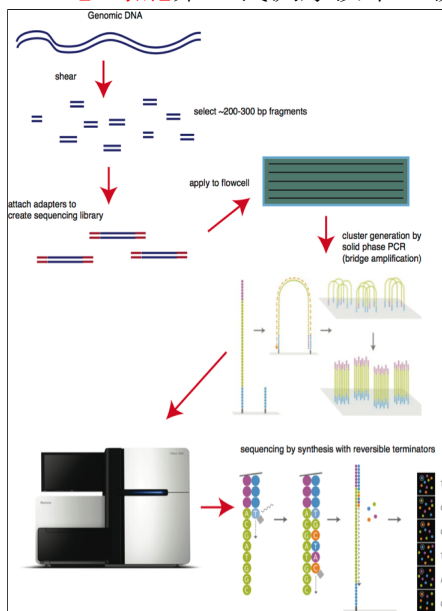 Genomic DNA
shear
select ~200-300 bp fragments
attach adapters to
create sequencing library
apply to flowcell
cluster generation by
solid phase PCR
(bridge amplification)
sequencing by synthesis with reversible terminators
A T
C
G
A
T
G
G
C
A T
C G
G C
A T
T A
G C
G
C